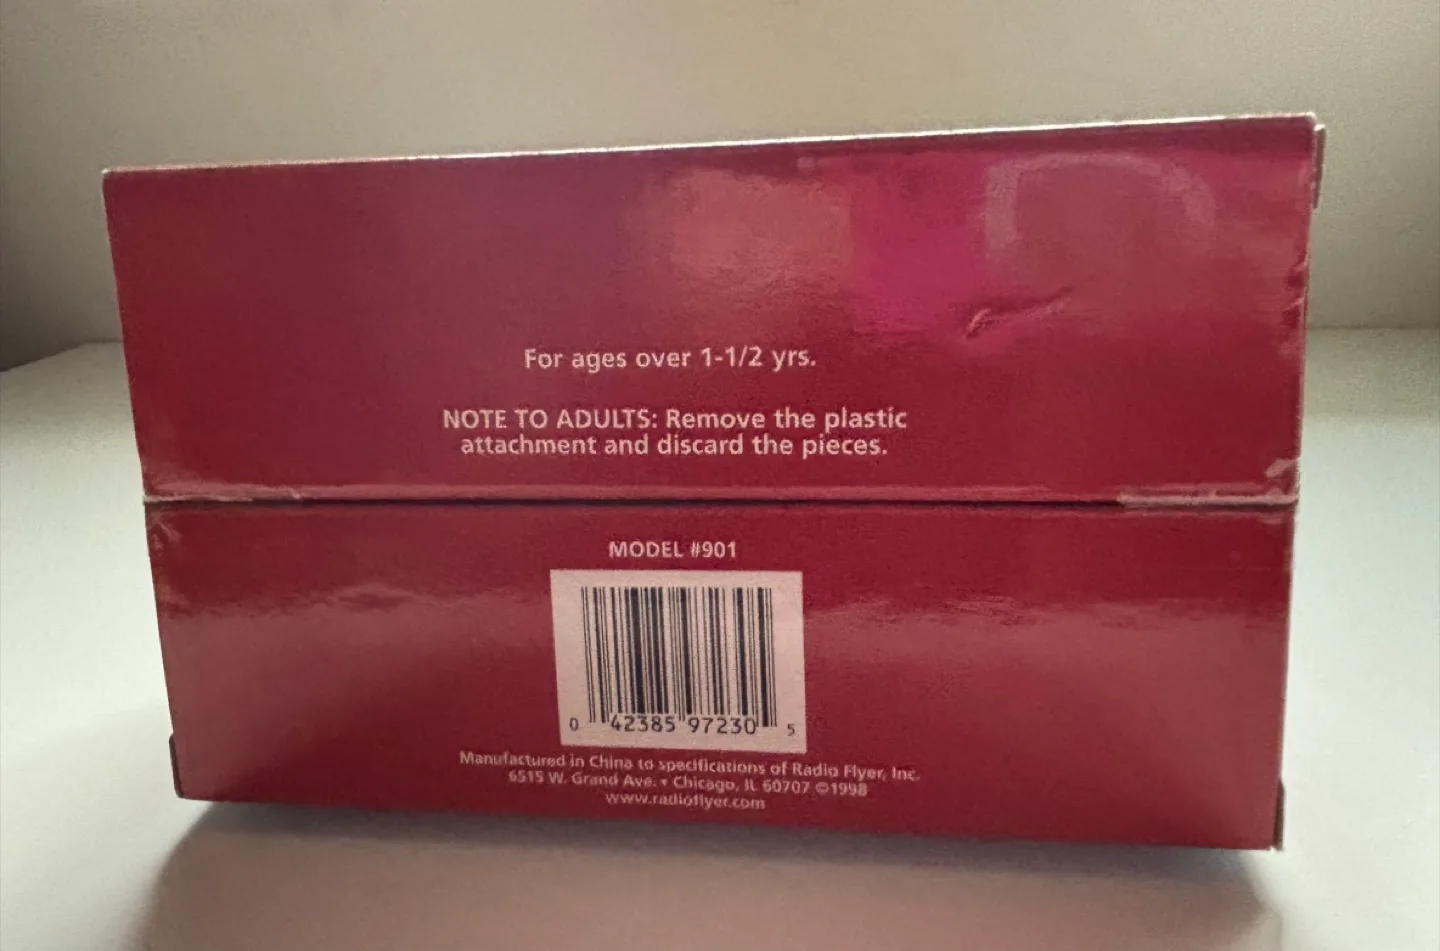 For ages over 1-1/2 yrs.
NOTE TO ADULTS: Remove the plastic
attachment and discard the pieces.
MODEL #901
0 42385 97230 5
Manufactured in China to specifications of Radio Flyer, Inc.
6515 W. Grand Ave. • Chicago, IL 60707 ©1998
www.radioflyer.com